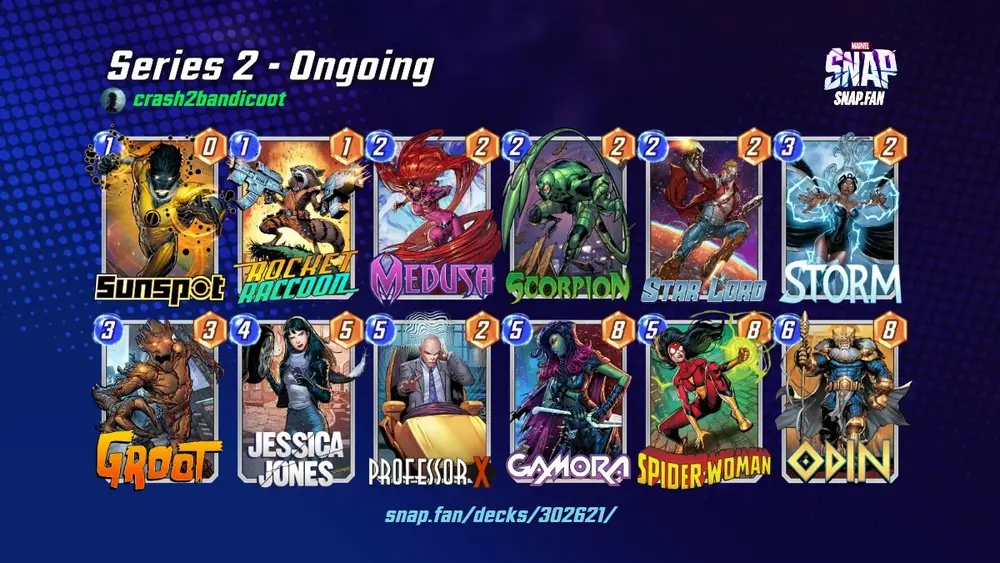 Series 2 - Ongoing
crash2bandicoot
MARVEL
SNAP
SNAP.FAN
1 0 1 1 2 2 2 2 2 2 3 2
SUNSPOT ROCKET RACCOON MEDUSA SCORPION STAR-LORD STORM
3 3 4 5 5 2 5 8 5 8 6 8
GROOT JESSICA JONES PROFESSOR X GAMORA SPIDER-WOMAN ODIN
snap.fan/decks/302621/